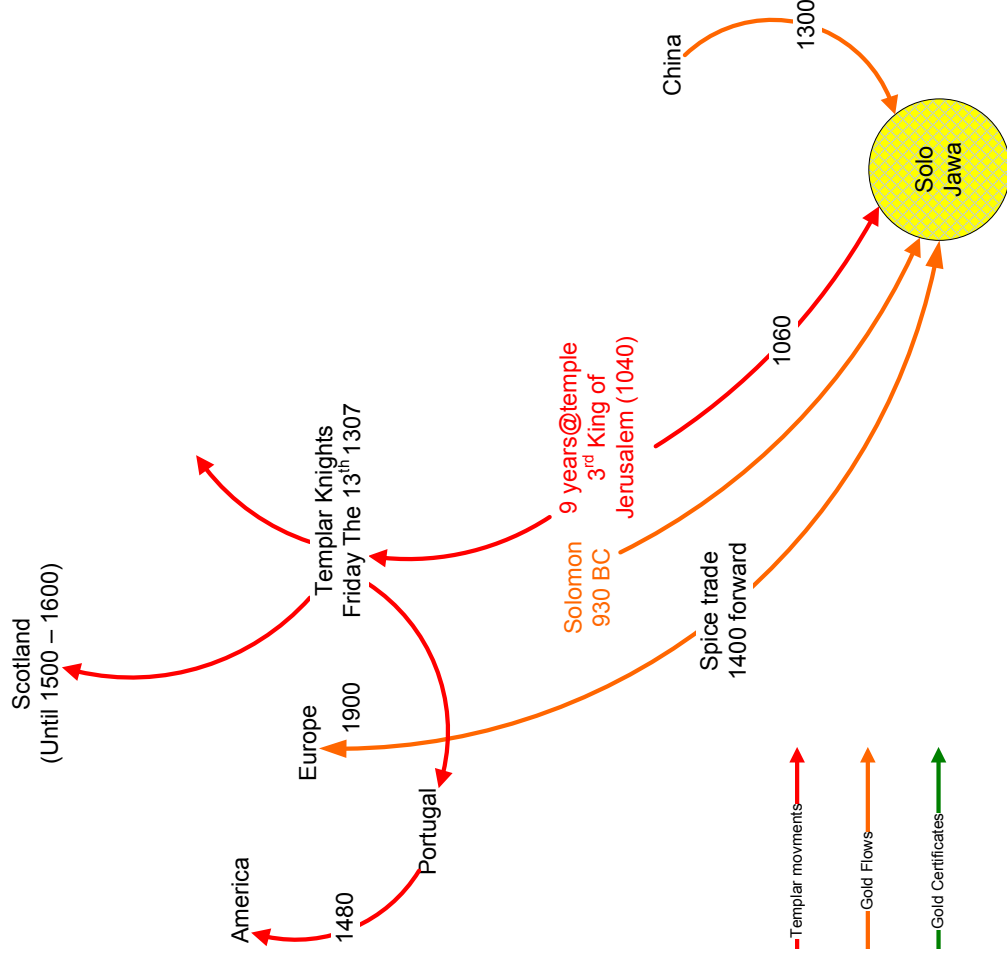 Scotland
(Until 1500 – 1600)
America
1480
Portugal
Europe
1900
Templar Knights
Friday The 13th 1307
Solomon
930 BC
9 years@temple
3rd King of
Jerusalem (1040)
Spice trade
1400 forward
1060
China
1300
Solo
Jawa
Templar movments
Gold Flows
Gold Certificates